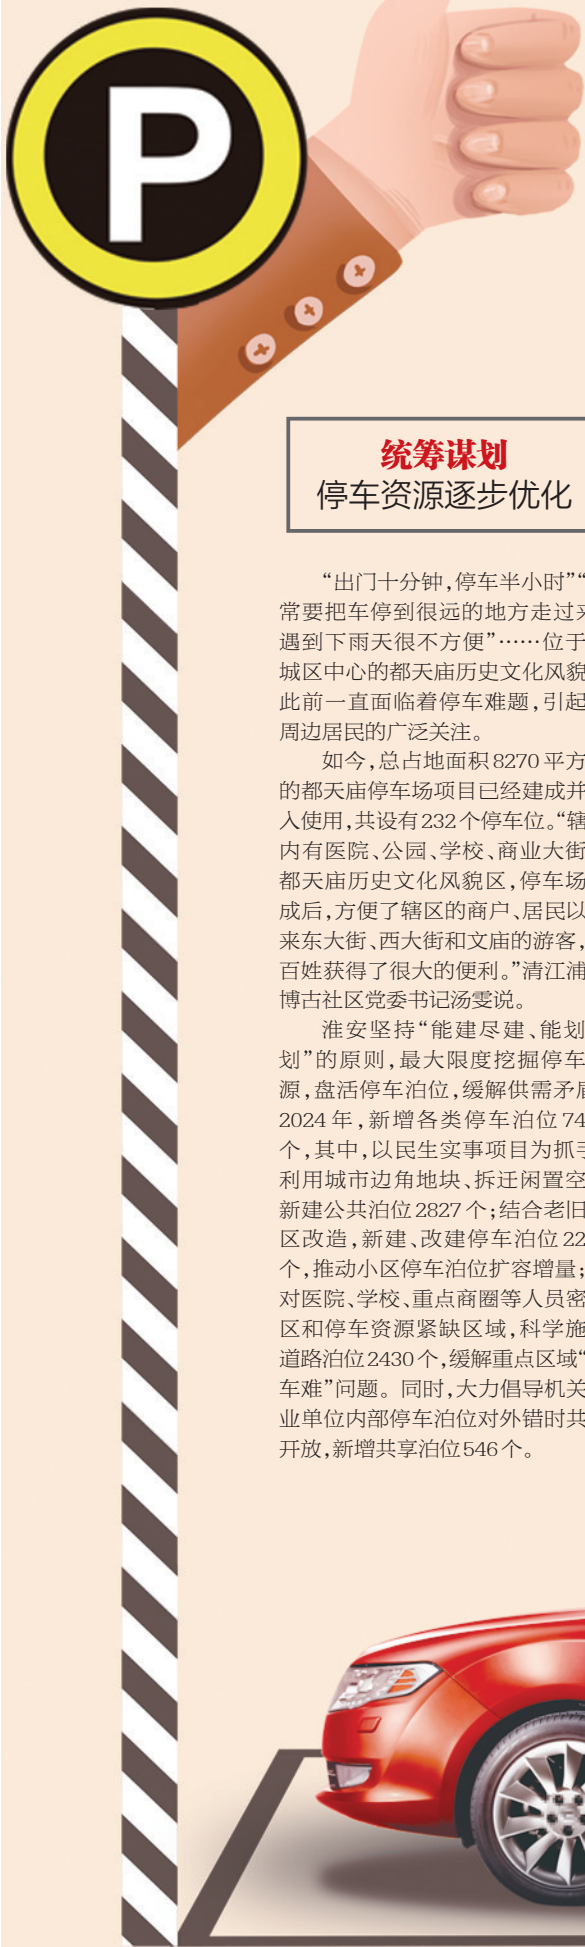 P
统筹谋划
停车资源逐步优化
“出门十分钟，停车半小时”“
常要把车停到很远的地方走过来
遇到下雨天很不方便”……位于
城区中心的都天庙历史文化风貌
此前一直面临着停车难题，引起
周边居民的广泛关注。
如今，总占地面积8270平方
的都天庙停车场项目已经建成并
入使用，共设有232个停车位。“辖
内有医院、公园、学校、商业大街
都天庙历史文化风貌区，停车场
成后，方便了辖区的商户、居民以
来东大街、西大街和文庙的游客，
百姓获得了很大的便利。”清江浦
博古社区党委书记汤雯说。
淮安坚持“能建尽建、能划
划”的原则，最大限度挖掘停车
源，盘活停车泊位，缓解供需矛盾
2024年，新增各类停车泊位74
个，其中，以民生实事项目为抓手
利用城市边角地块、拆迁闲置空
新建公共泊位2827个；结合老旧
区改造，新建、改建停车泊位22
个，推动小区停车泊位扩容增量；
对医院、学校、重点商圈等人员密
区和停车资源紧缺区域，科学施
道路泊位2430个，缓解重点区域“
车难”问题。同时，大力倡导机关
业单位内部停车泊位对外错时共
开放，新增共享泊位546个。